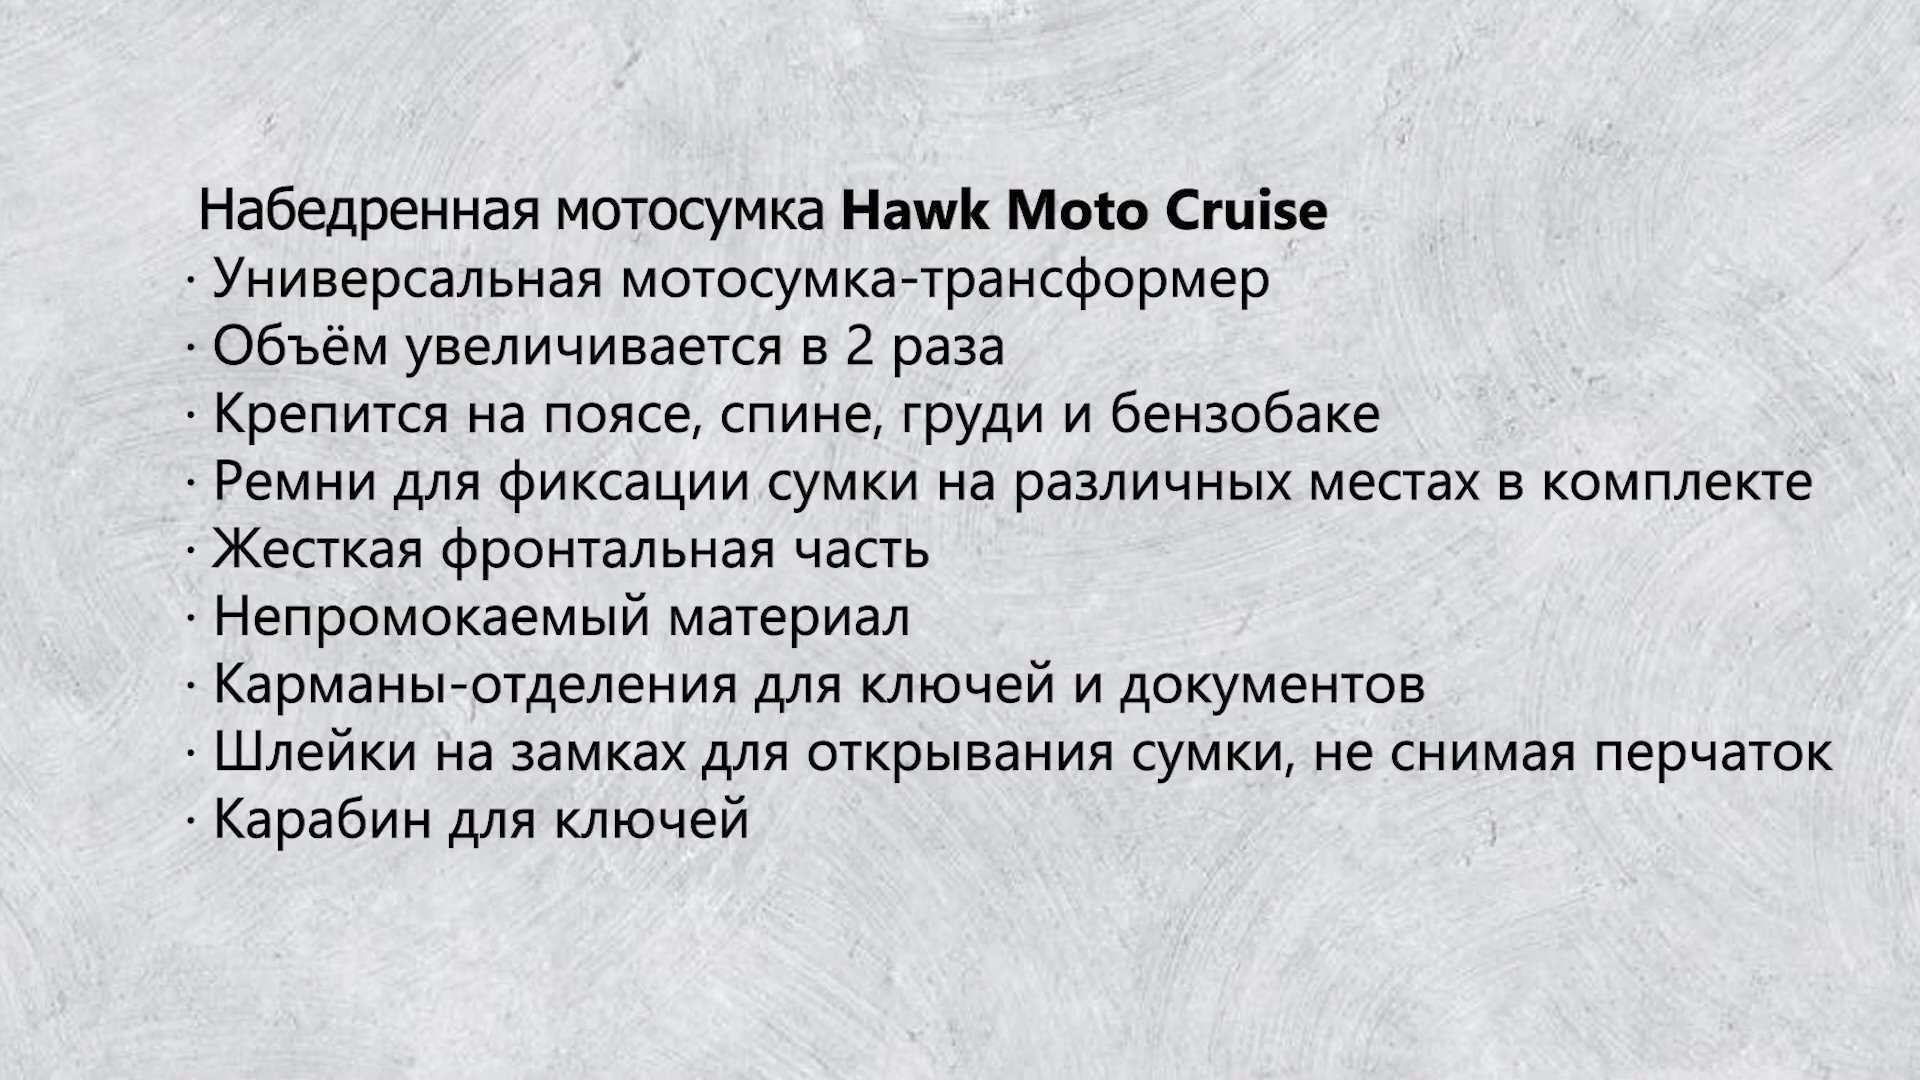 Набедренная мотосумка Hawk Moto Cruise
· Универсальная мотосумка-трансформер
· Объём увеличивается в 2 раза
· Крепится на поясе, спине, груди и бензобаке
· Ремни для фиксации сумки на различных местах в комплекте
· Жесткая фронтальная часть
· Непромокаемый материал
· Карманы-отделения для ключей и документов
· Шлейки на замках для открывания сумки, не снимая перчаток
· Карабин для ключей